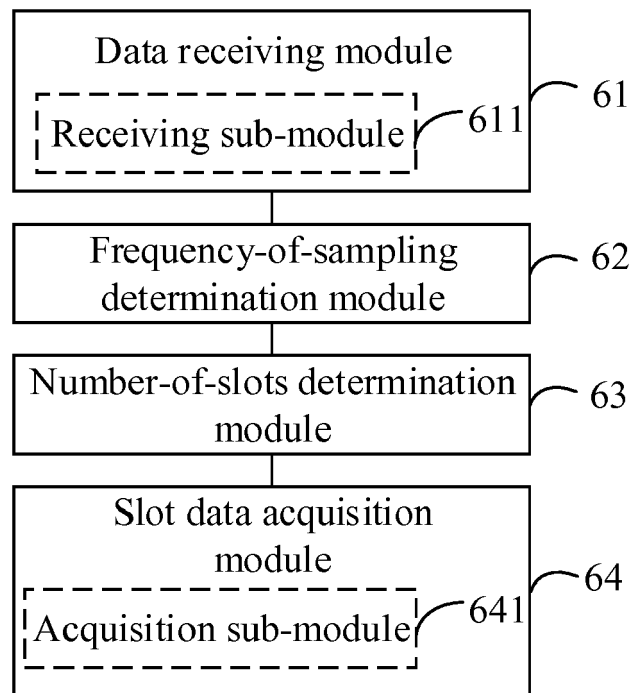 Data receiving module
61
Receiving sub-module
611
Frequency-of-sampling
determination module
62
Number-of-slots determination
module
63
Slot data acquisition
module
64
Acquisition sub-module
641